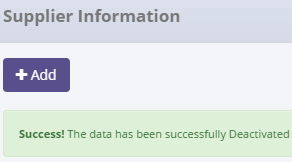 Supplier Information
+ Add
Success! The data has been successfully Deactivated